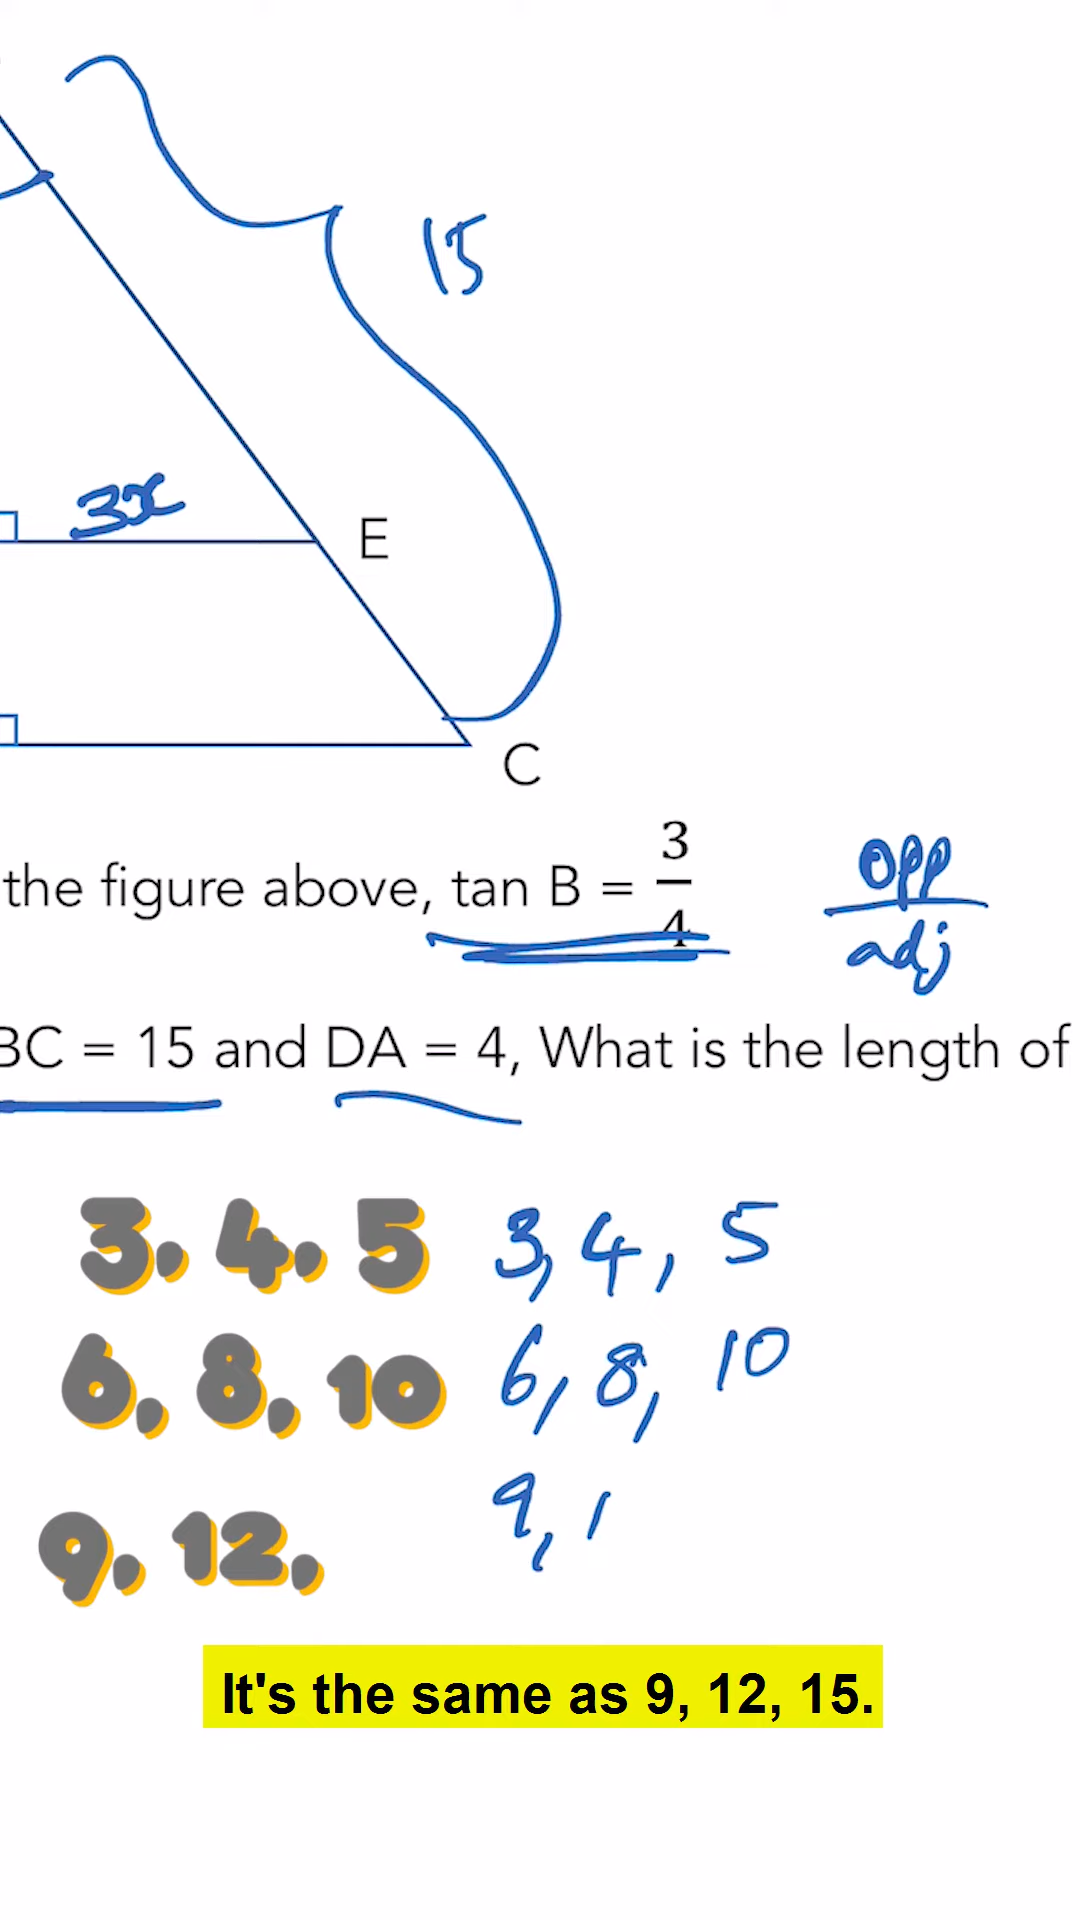 15
3x
E
C
the figure above, tan B = 3/4
opp
adj
BC = 15 and DA = 4, What is the length of
3, 4, 5 3, 4, 5
6, 8, 10 6, 8, 10
9, 12, 9, 1
It's the same as 9, 12, 15.